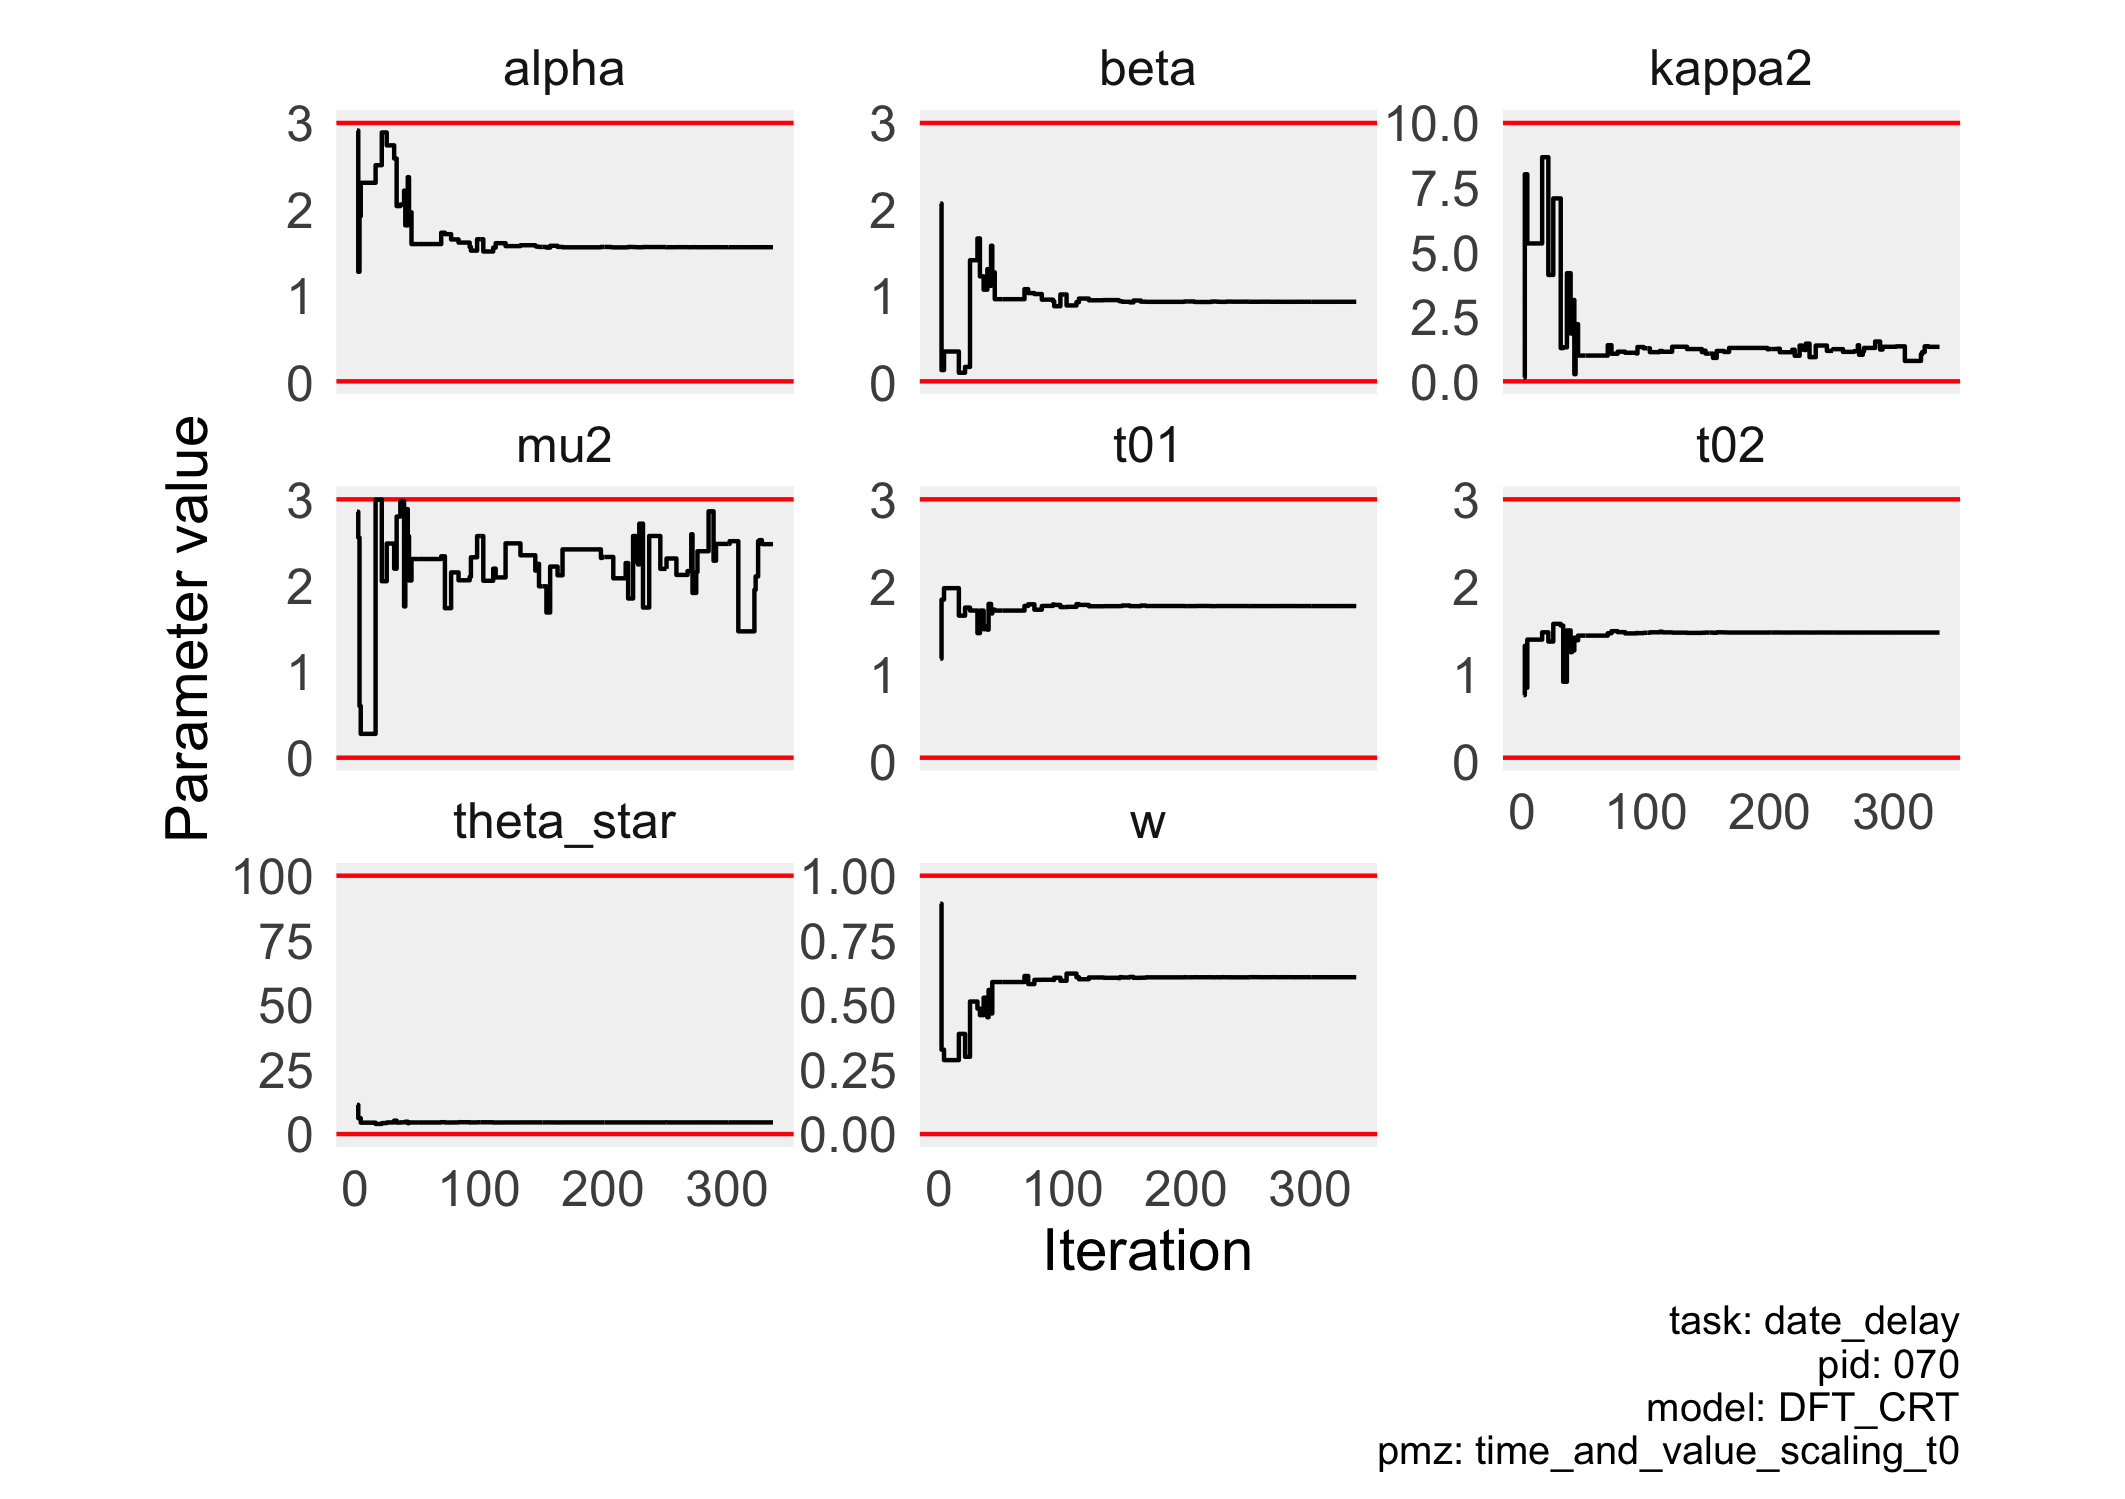 alpha
beta
kappa2
3
2
1
0
3
2
1
0
10.0
7.5
5.0
2.5
0.0
mu2
t01
t02
3
2
1
0
3
2
1
0
3
2
1
0
0 100 200 300
theta_star
w
100
75
50
25
0
1.00
0.75
0.50
0.25
0.00
0 100 200 300
0 100 200 300
Parameter value
Iteration
task: date_delay
pid: 070
model: DFT_CRT
pmz: time_and_value_scaling_t0